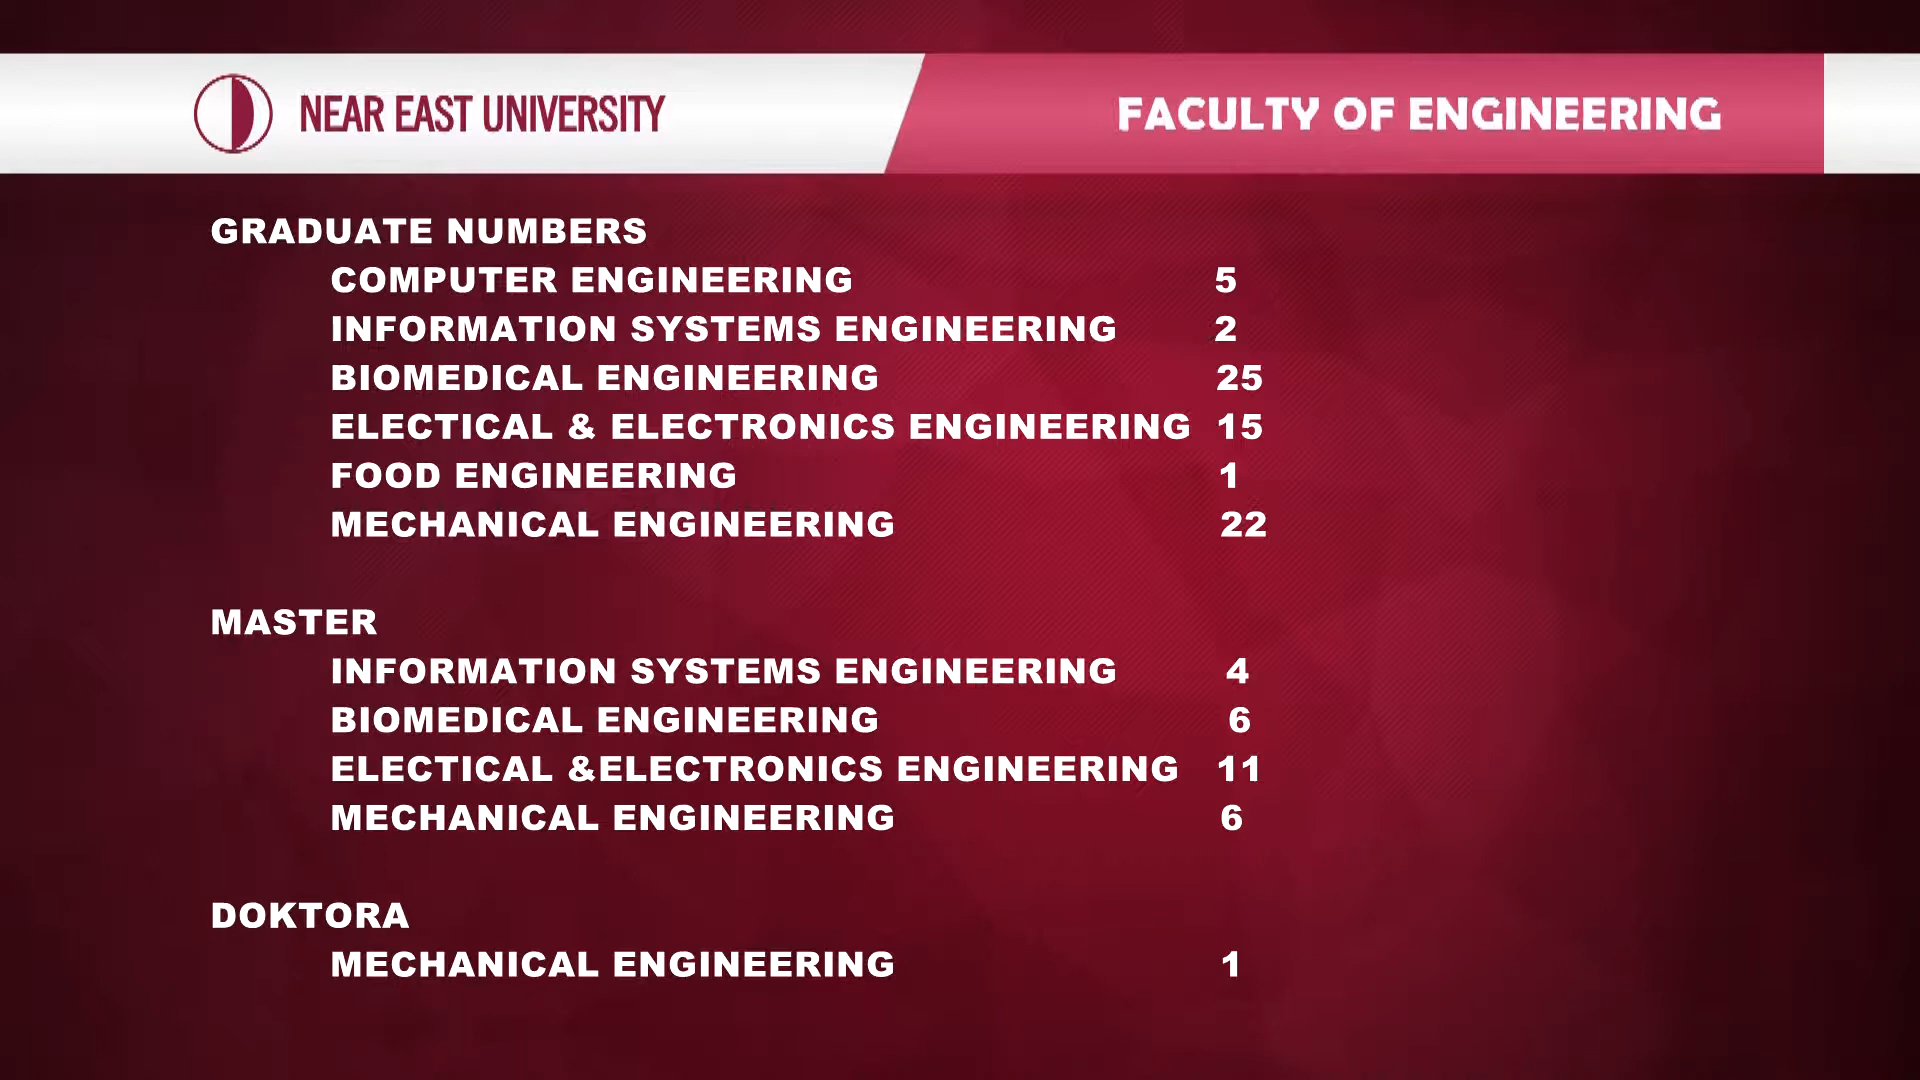 NEAR EAST UNIVERSITY
FACULTY OF ENGINEERING
GRADUATE NUMBERS
COMPUTER ENGINEERING 5
INFORMATION SYSTEMS ENGINEERING 2
BIOMEDICAL ENGINEERING 25
ELECTICAL & ELECTRONICS ENGINEERING 15
FOOD ENGINEERING 1
MECHANICAL ENGINEERING 22
MASTER
INFORMATION SYSTEMS ENGINEERING 4
BIOMEDICAL ENGINEERING 6
ELECTICAL &ELECTRONICS ENGINEERING 11
MECHANICAL ENGINEERING 6
DOKTORA
MECHANICAL ENGINEERING 1